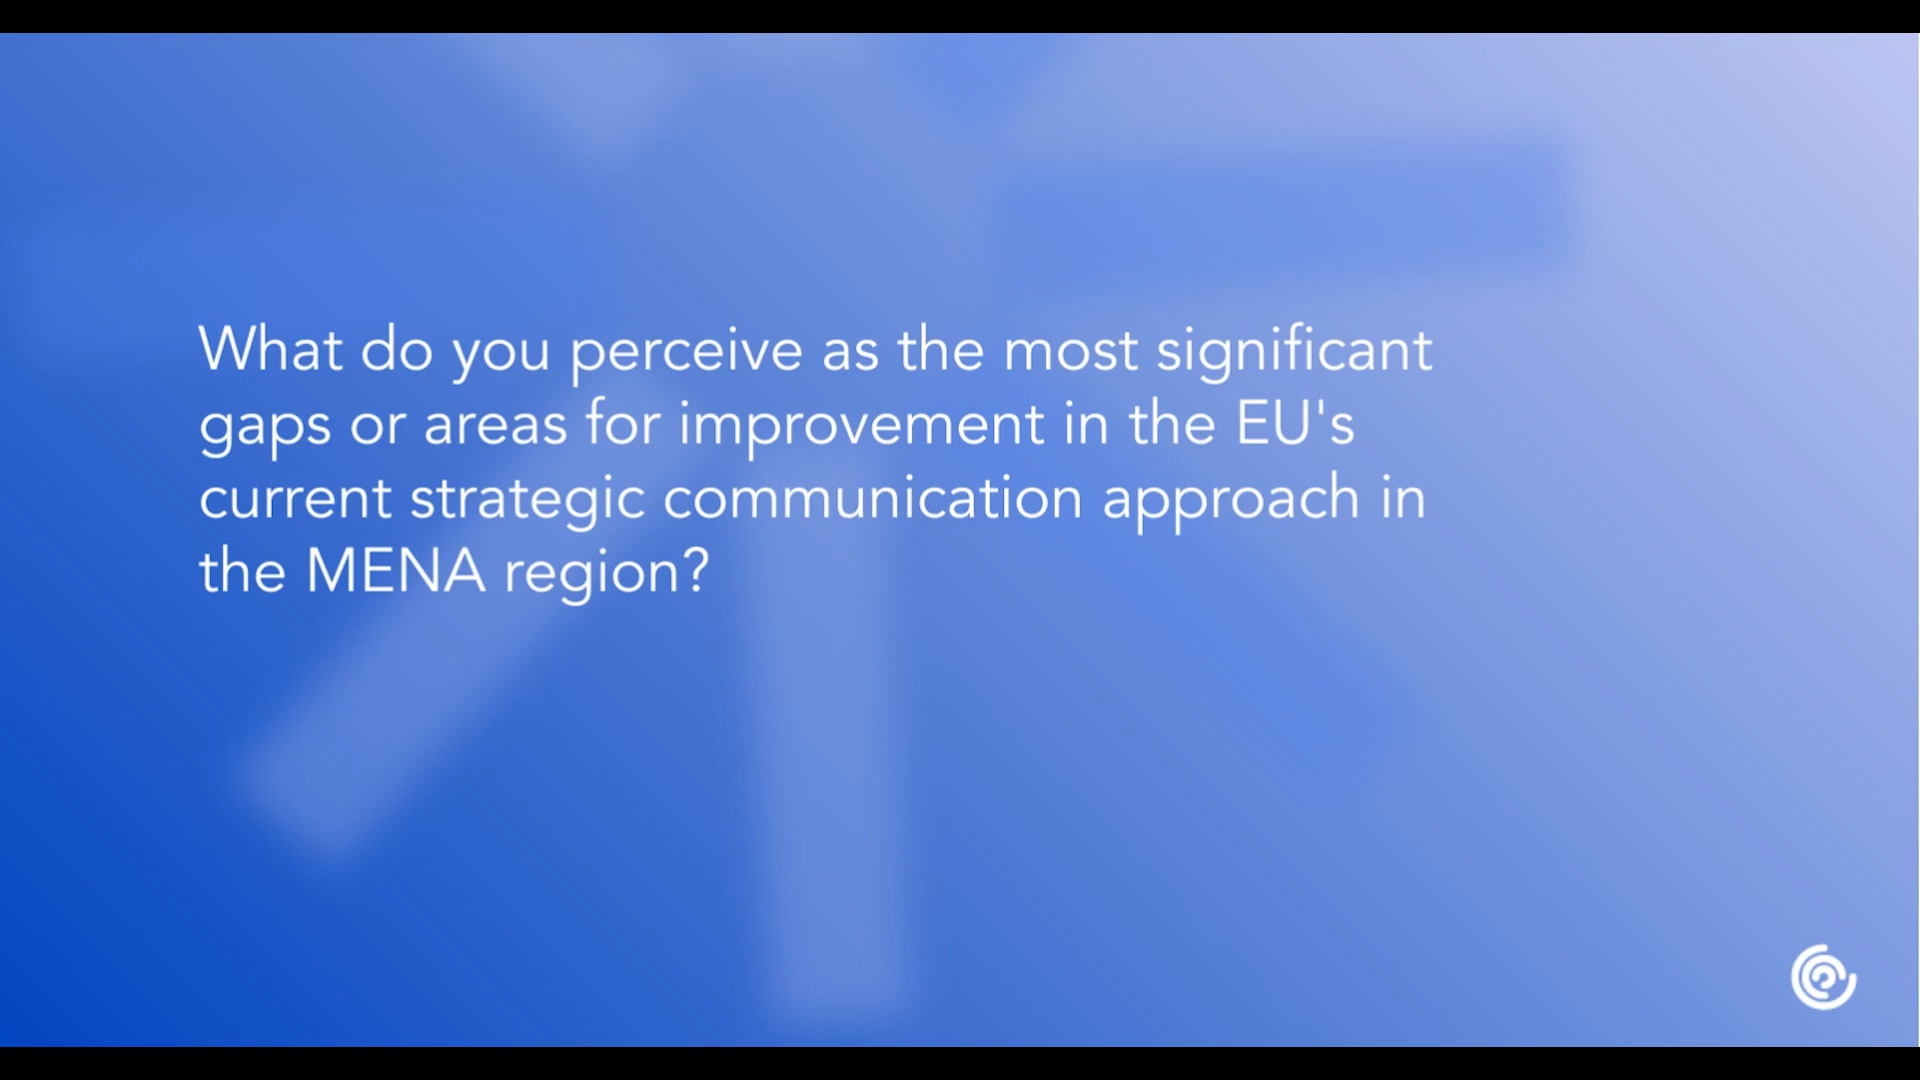 What do you perceive as the most significant
gaps or areas for improvement in the EU's
current strategic communication approach in
the MENA region?